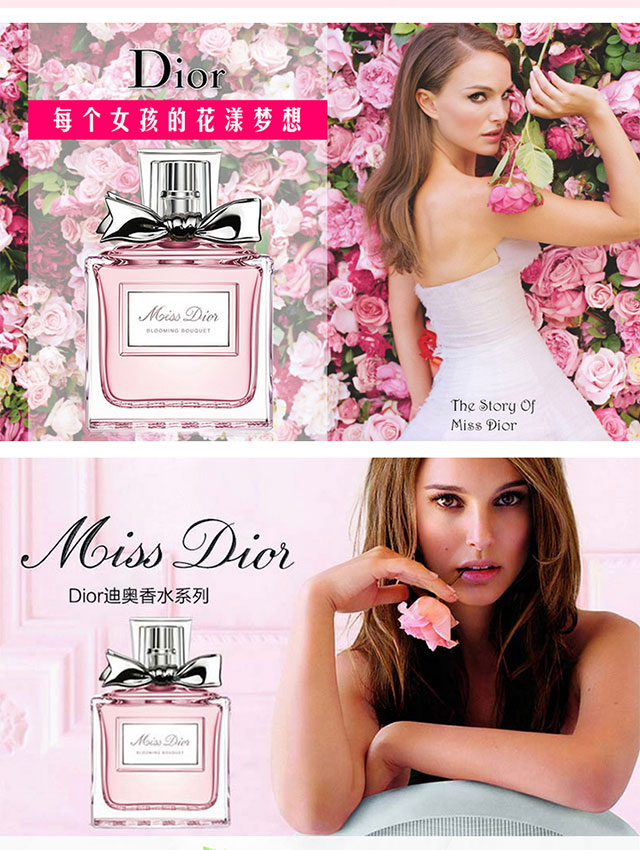 Dior
每个女孩的花漾梦想
Miss Dior
BLOOMING BOUQUET
The Story Of
Miss Dior
Miss Dior
Dior迪奥香水系列
Miss Dior
BLOOMING BOUQUET